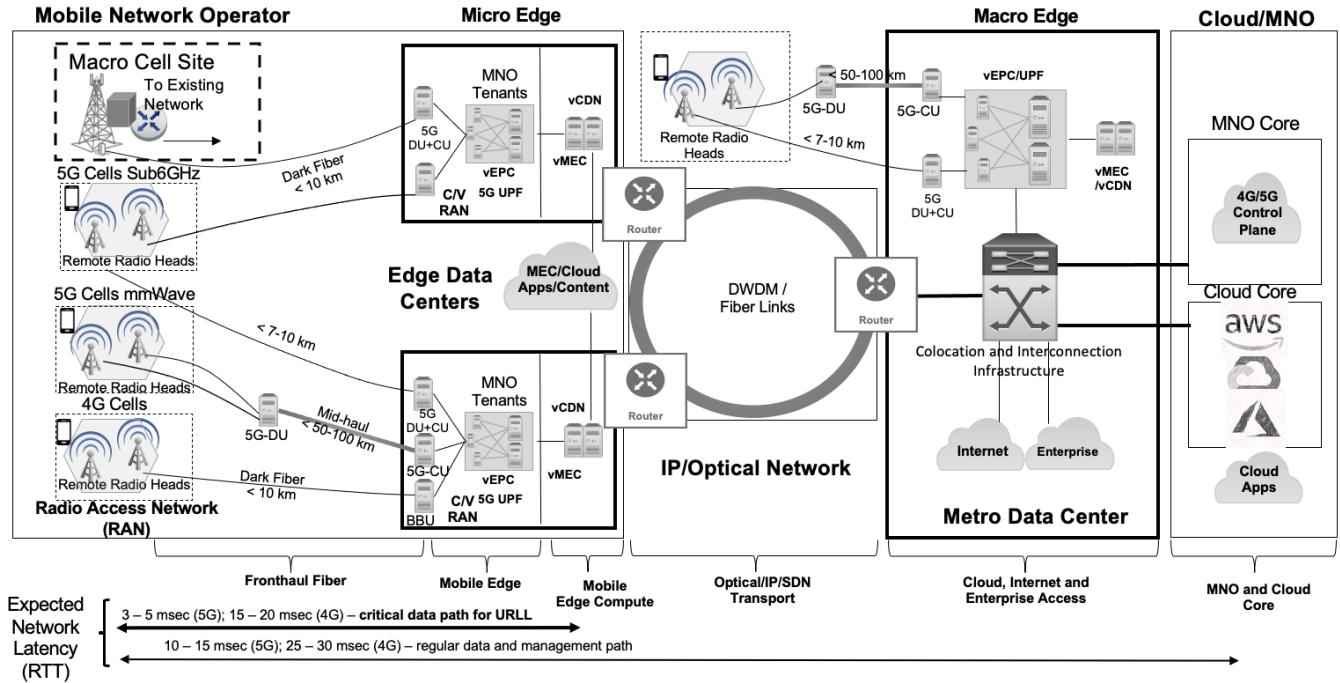 Mobile Network Operator
Micro Edge
Macro Edge
Cloud/MNO
Macro Cell Site
To Existing
Network
5G Cells Sub6GHz
Remote Radio Heads
5G Cells mmWave
Remote Radio Heads
4G Cells
Remote Radio Heads
Radio Access Network
(RAN)
Dark Fiber
< 10 km
< 7-10 km
5G-DU
Mid-haul
< 50-100 km
Dark Fiber
< 10 km
MNO
Tenants
5G
DU+CU
vEPC
5G UPF
C/V
RAN
vCDN
vMEC
Edge Data
Centers
MEC/Cloud
Apps/Content
MNO
Tenants
5G
DU+CU
5G-CU
BBU
vEPC
5G UPF
C/V
RAN
vCDN
vMEC
Remote Radio
Heads
5G-DU
< 50-100 km
< 7-10 km
Router
Router
Router
DWDM /
Fiber Links
IP/Optical Network
5G-CU
5G
DU+CU
vEPC/UPF
vMEC
/vCDN
Colocation and Interconnection
Infrastructure
Internet
Enterprise
Metro Data Center
MNO Core
4G/5G
Control
Plane
Cloud Core
aws
Cloud
Apps
Fronthaul Fiber
Mobile Edge
Mobile
Edge Compute
Optical/IP/SDN
Transport
Cloud, Internet and
Enterprise Access
MNO and Cloud
Core
Expected
Network
Latency
(RTT)
3 – 5 msec (5G); 15 – 20 msec (4G) – critical data path for URLL
10 – 15 msec (5G); 25 – 30 msec (4G) – regular data and management path